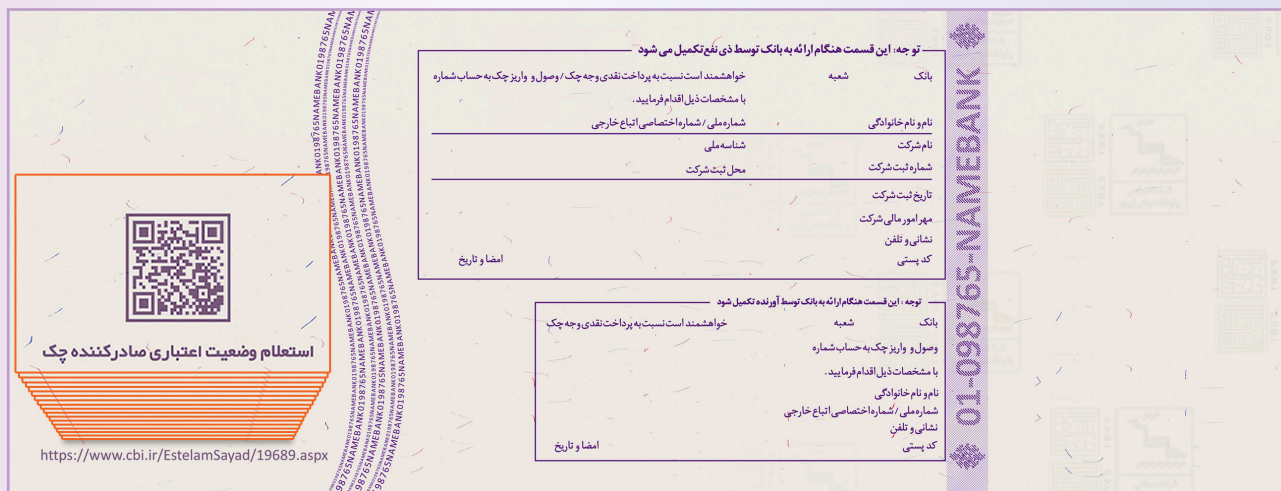 توجه: این قسمت هنگام ارائه به بانک توسط ذی نفع تکمیل می شود
بانک شعبه خواهشمند است نسبت به پرداخت نقدی وجه چک / وصول و واریز چک به حساب شماره
با مشخصات ذیل اقدام فرمایید.
نام و نام خانوادگی شماره ملی / شماره اختصاصی اتباع خارجی
نام شرکت شناسه ملی
شماره ثبت شرکت محل ثبت شرکت
تاریخ ثبت شرکت
مهر امور مالی شرکت
نشانی و تلفن
کد پستی امضا و تاریخ
توجه: این قسمت هنگام ارائه به بانک توسط آورنده تکمیل شود
بانک شعبه خواهشمند است نسبت به پرداخت نقدی وجه چک
وصول و واریز چک به حساب شماره
با مشخصات ذیل اقدام فرمایید.
نام و نام خانوادگی
شماره ملی / شماره اختصاصی اتباع خارجی
نشانی و تلفن
کد پستی امضا و تاریخ
01-098765-NAMEBANK
NAMEBANK0198765NAMEBANK0198765NAMEBANK0198765
استعلام وضعیت اعتباری صادرکننده چک
https://www.cbi.ir/EstelamSayad/19689.aspx